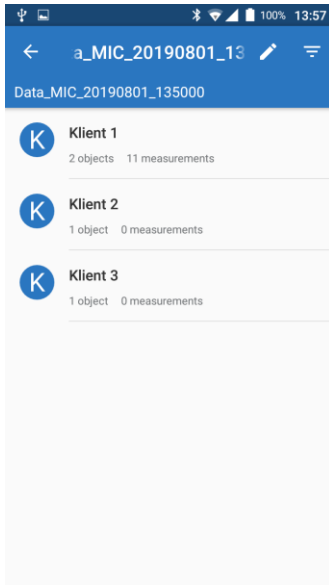 100% 13:57
a_MIC_20190801_13
Data_MIC_20190801_135000
K Klient 1
2 objects 11 measurements
K Klient 2
1 object 0 measurements
K Klient 3
1 object 0 measurements